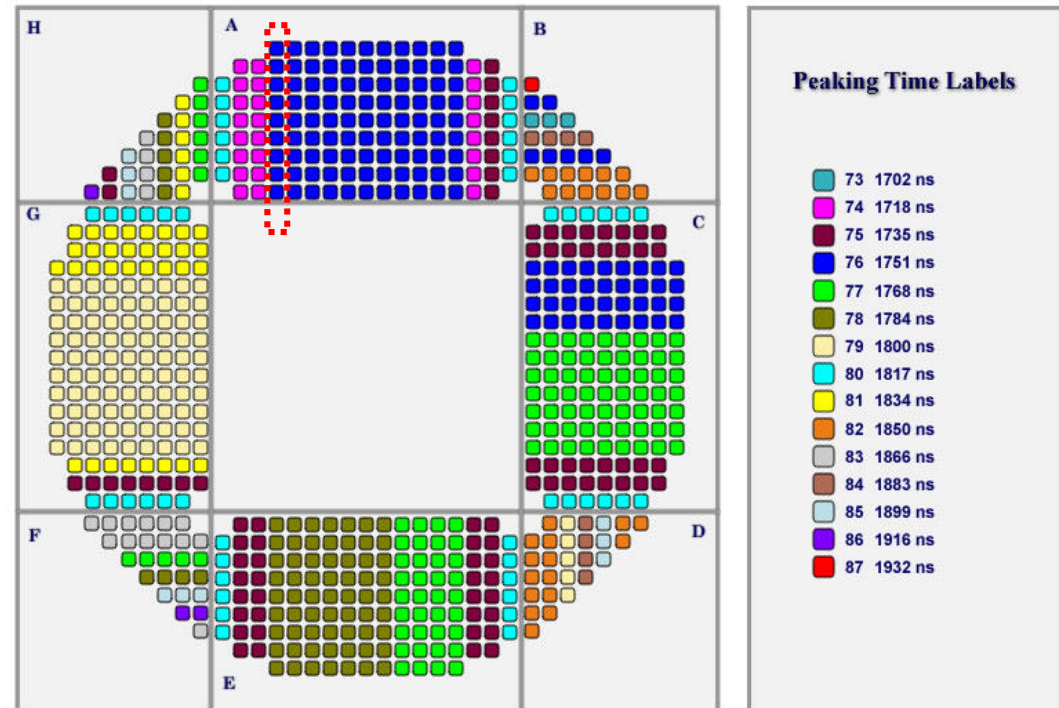 H
A
B
Peaking Time Labels
73 1702 ns
74 1718 ns
75 1735 ns
76 1751 ns
77 1768 ns
78 1784 ns
79 1800 ns
80 1817 ns
81 1834 ns
82 1850 ns
83 1866 ns
84 1883 ns
85 1899 ns
86 1916 ns
87 1932 ns
G
C
F
D
E